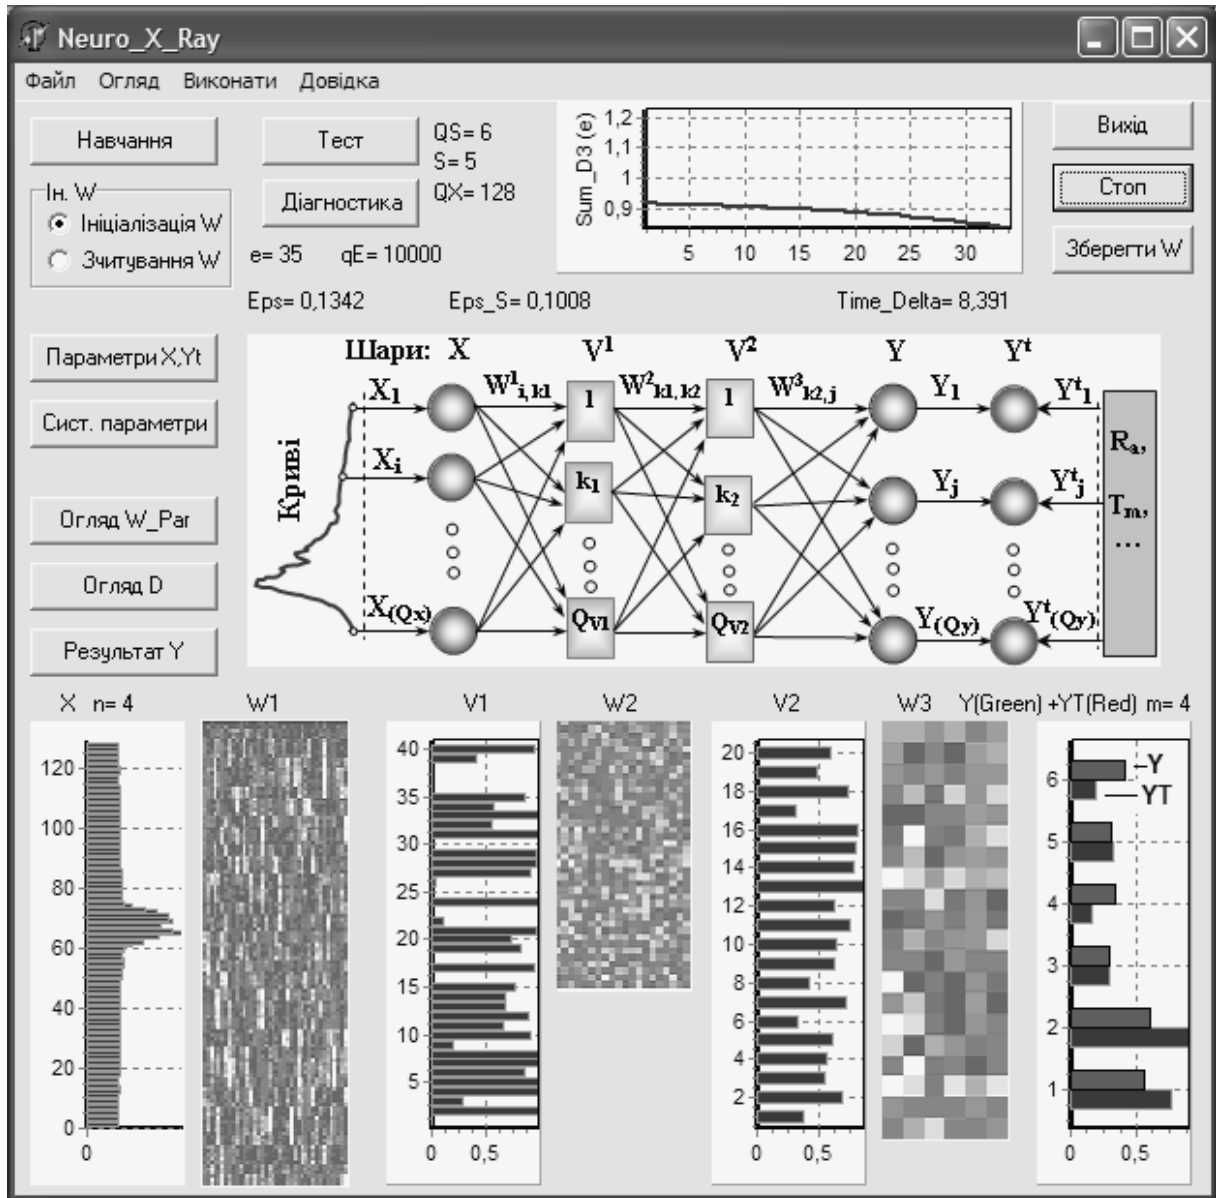 Neuro_X_Ray
Файл Огляд Виконати Довідка
Навчання
Тест
QS= 6
S= 5
QX= 128
Діагностика
Ін. W
Ініціалізація W
Зчитування W
e= 35 qE= 10000
Sum_D3 (e)
1,2
1,1
1
0,9
5 10 15 20 25 30
Вихід
Стоп
Зберегти W
Eps= 0,1342 Eps_S= 0,1008 Time_Delta= 8,391
Параметри X,Yt
Сист. параметри
Огляд W_Par
Огляд D
Результат Y
Шари: X V¹ V² Y Yᵗ
Криві
X₁ W¹i,k1 1 W²k1,k2 1 W³k2,j Y₁ Yᵗ₁
Xi k₁ k₂ Yj Yᵗj
X(Qx) QV1 QV2 Y(Qy) Yᵗ(Qy)
Ra,
Tm,
...
X n= 4 W1 V1 W2 V2 W3 Y(Green) +YT(Red) m= 4
120
100
80
60
40
20
0
0
40
35
30
25
20
15
10
5
0 0,5
20
18
16
14
12
10
8
6
4
2
0 0,5
6
5
4
3
2
1
Y
YT
0 0,5